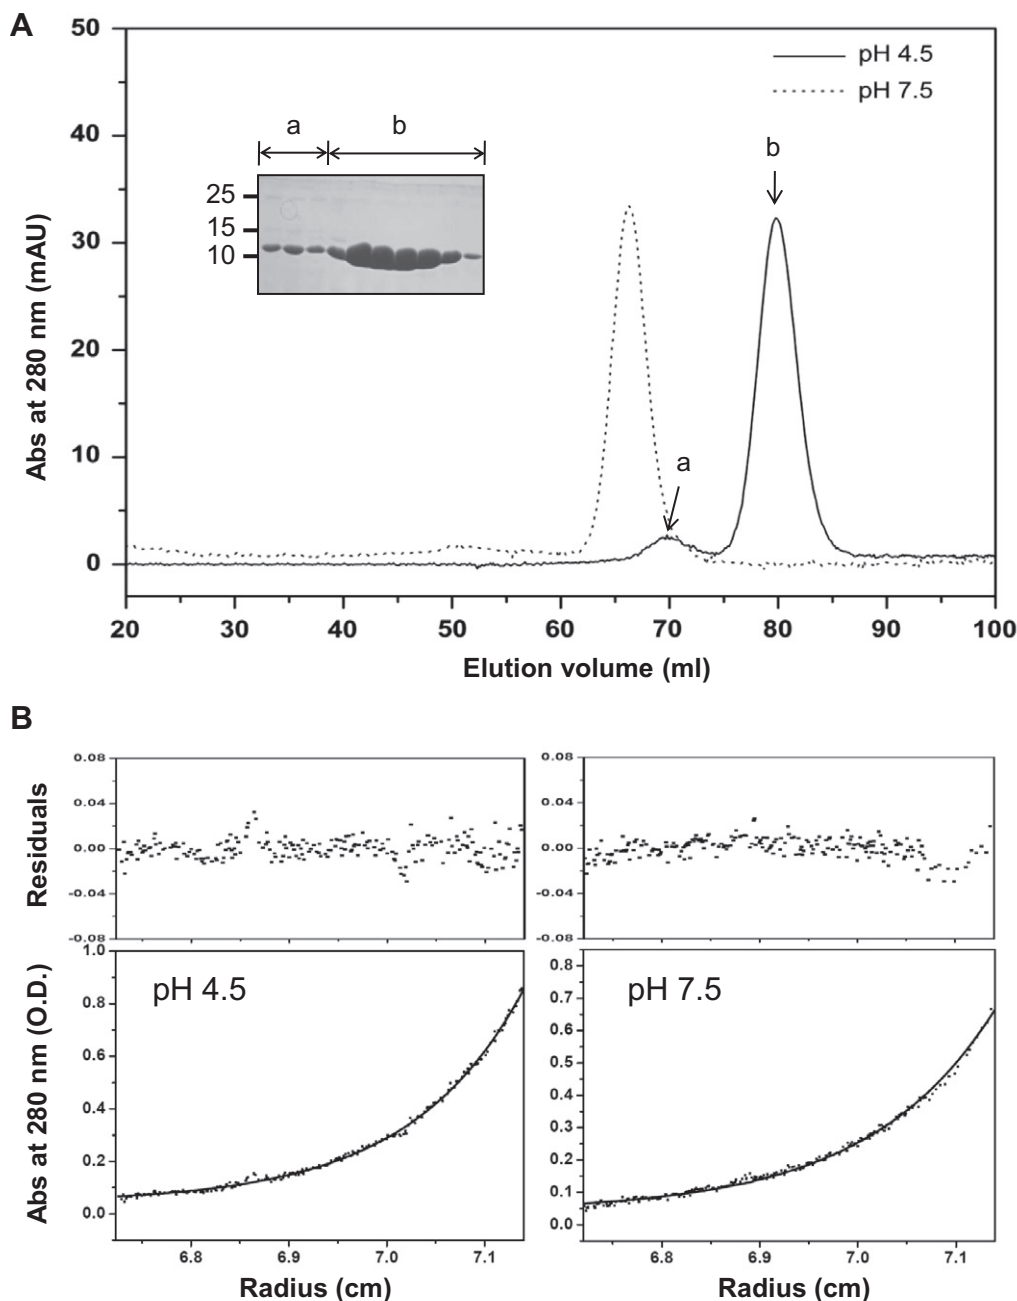 A
50
40
30
20
10
0
Abs at 280 nm (mAU)
pH 4.5
pH 7.5
a
b
25
15
10
b
a
20 30 40 50 60 70 80 90 100
Elution volume (ml)
B
Residuals
0.08
0.04
0.00
-0.04
-0.08
0.08
0.04
0.00
-0.04
-0.08
Abs at 280 nm (O.D.)
1.0
0.8
0.6
0.4
0.2
0.0
pH 4.5
6.8 6.9 7.0 7.1
Radius (cm)
0.8
0.7
0.6
0.5
0.4
0.3
0.2
0.1
0.0
pH 7.5
6.8 6.9 7.0 7.1
Radius (cm)